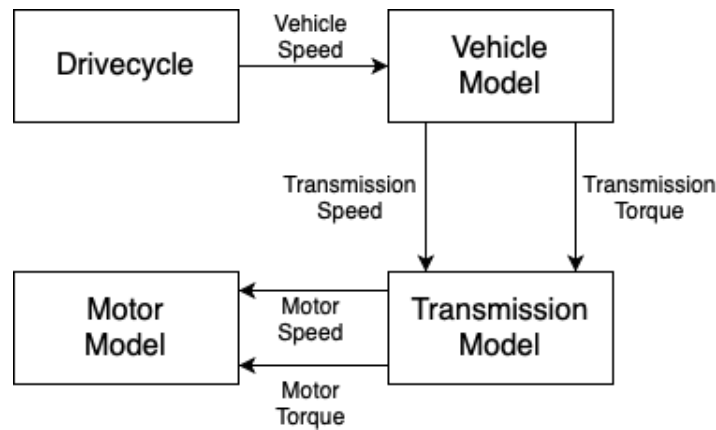 Drivecycle
Vehicle
Speed
Vehicle
Model
Transmission
Speed
Transmission
Torque
Motor
Model
Motor
Speed
Motor
Torque
Transmission
Model